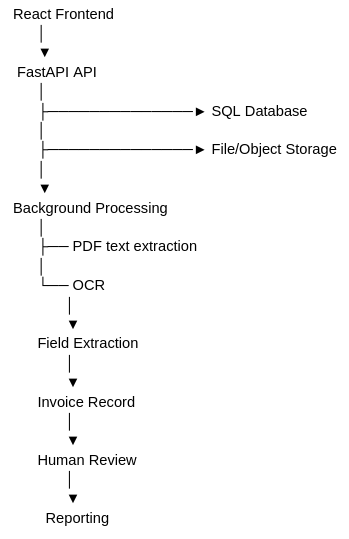 React Frontend
FastAPI API
SQL Database
File/Object Storage
Background Processing
PDF text extraction
OCR
Field Extraction
Invoice Record
Human Review
Reporting